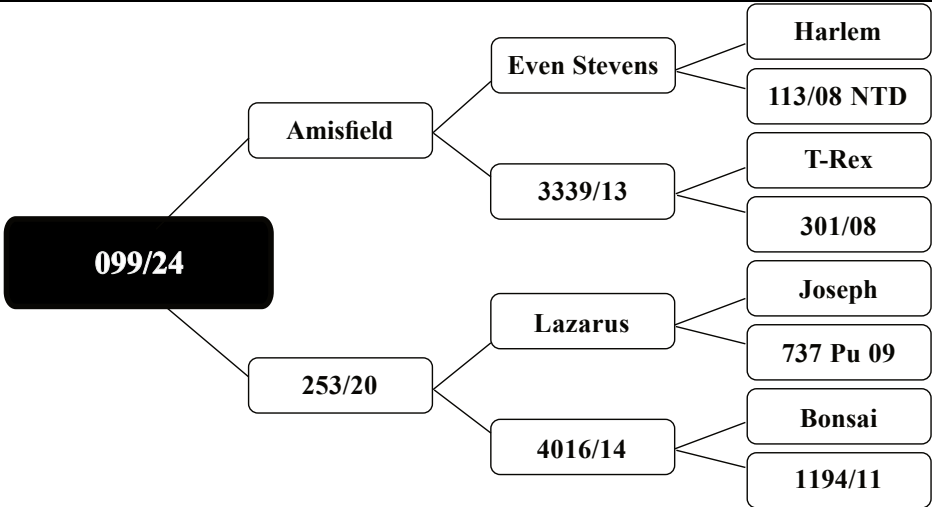 Harlem
Even Stevens
113/08 NTD
Amisfield
T-Rex
3339/13
301/08
099/24
Joseph
Lazarus
737 Pu 09
253/20
Bonsai
4016/14
1194/11